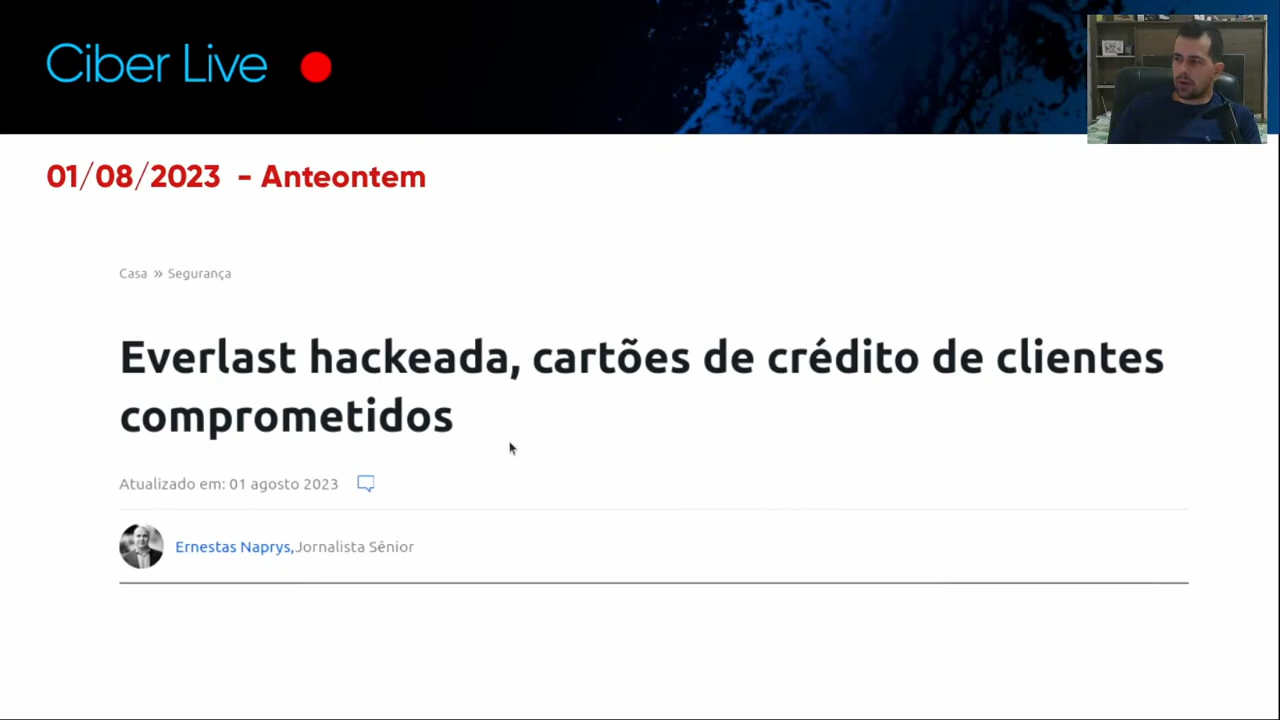 Ciber Live
01/08/2023 - Anteontem
Casa » Segurança
Everlast hackeada, cartões de crédito de clientes
comprometidos
Atualizado em: 01 agosto 2023
Ernestas Naprys,Jornalista Sênior